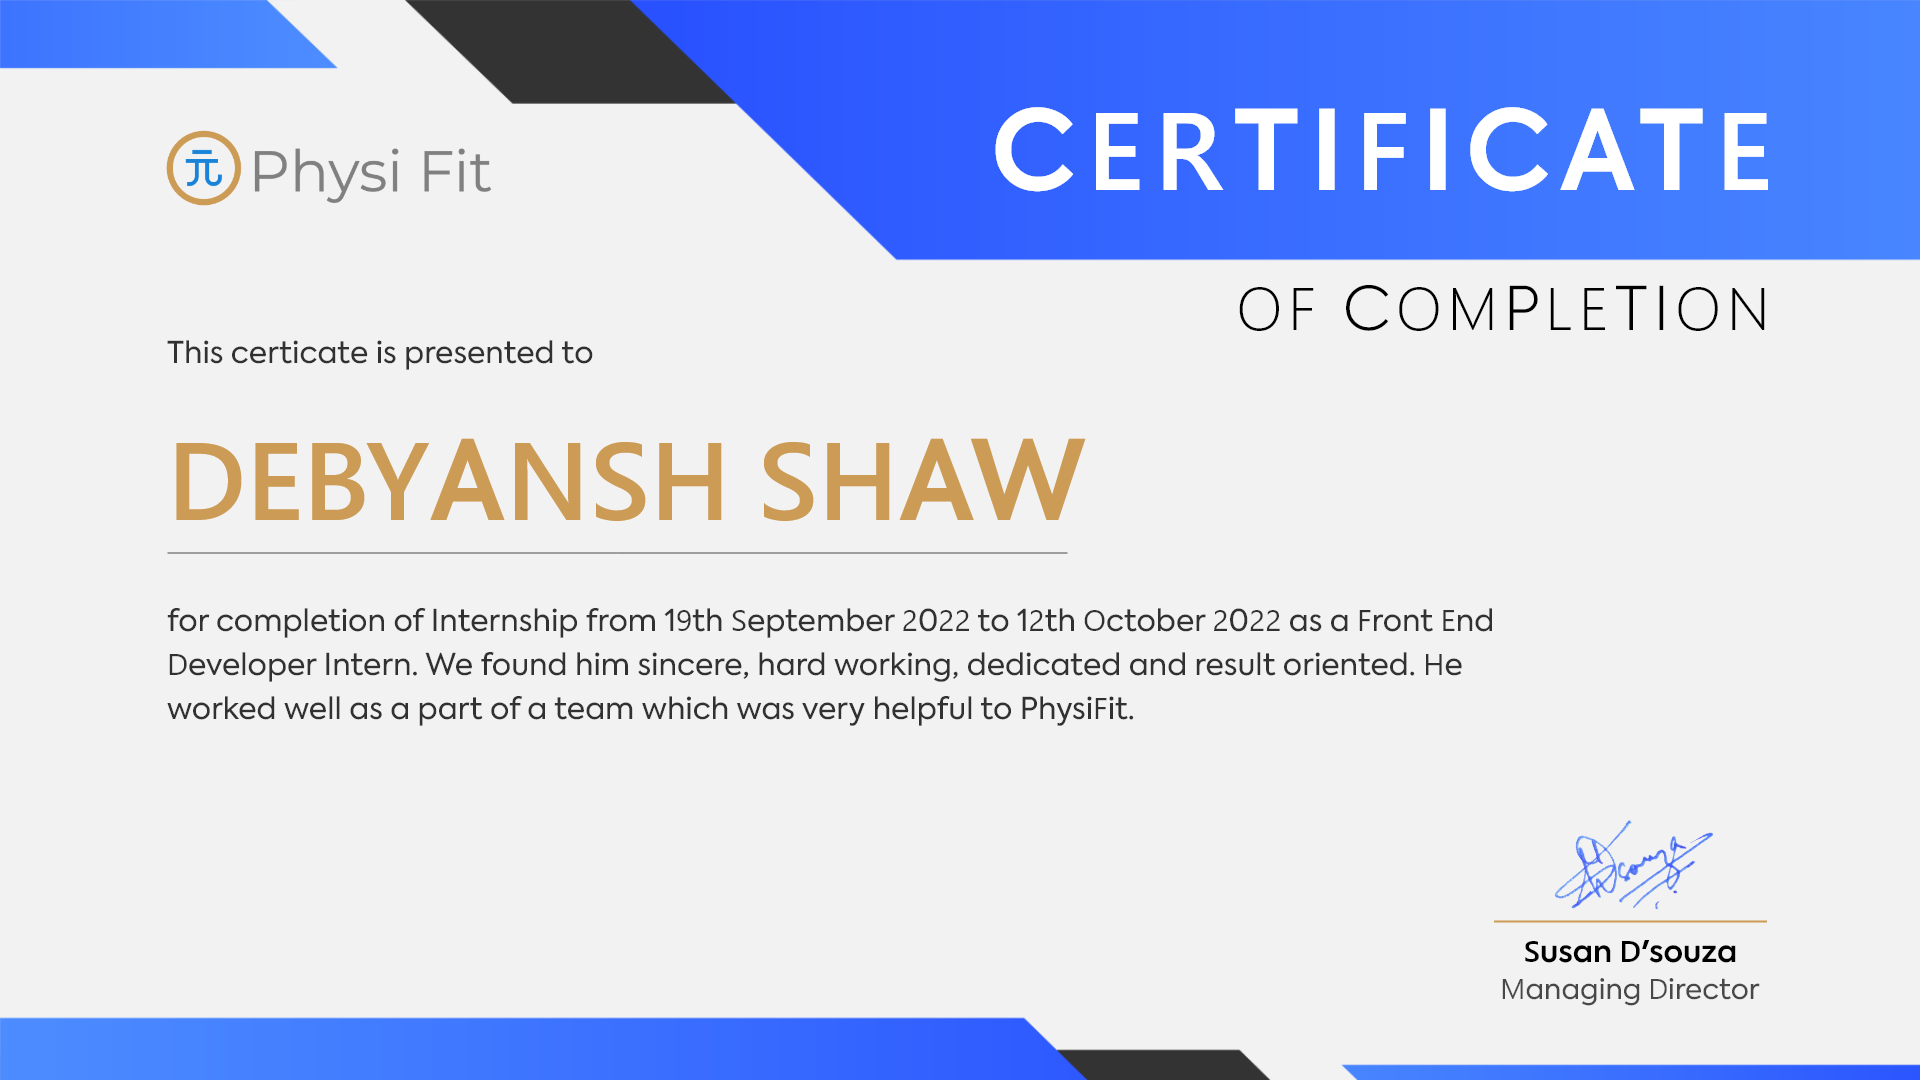 元 Physi Fit
CERTIFICATE
OF COMPLETION
This certicate is presented to
DEBYANSH SHAW
for completion of Internship from 19th September 2022 to 12th October 2022 as a Front End
Developer Intern. We found him sincere, hard working, dedicated and result oriented. He
worked well as a part of a team which was very helpful to PhysiFit.
Dsouza
Susan D'souza
Managing Director